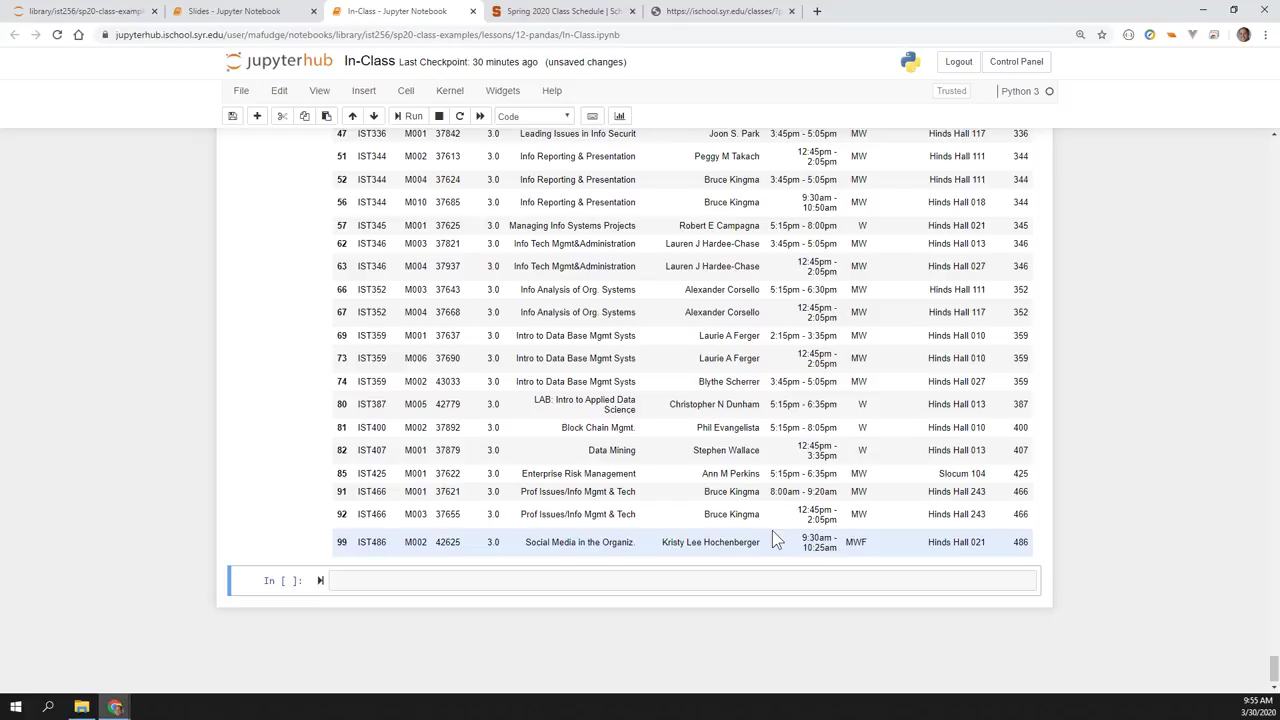 library/ist256/sp20-class-examp
Slides - Jupyter Notebook
In-Class - Jupyter Notebook
Spring 2020 Class Schedule | Sch
https://ischool.syr.edu/classes/?p
jupyterhub.ischool.syr.edu/user/mafudge/notebooks/library/ist256/sp20-class-examples/lessons/12-pandas/In-Class.ipynb
jupyterhub In-Class Last Checkpoint: 30 minutes ago (unsaved changes) Logout Control Panel
File Edit View Insert Cell Kernel Widgets Help Trusted Python 3
Run Code
47 IST336 M001 37842 3.0 Leading Issues in Info Securit Joon S. Park 3:45pm - 5:05pm MW Hinds Hall 117 336
51 IST344 M002 37613 3.0 Info Reporting & Presentation Peggy M Takach 12:45pm - 2:05pm MW Hinds Hall 111 344
52 IST344 M004 37624 3.0 Info Reporting & Presentation Bruce Kingma 3:45pm - 5:05pm MW Hinds Hall 111 344
56 IST344 M010 37685 3.0 Info Reporting & Presentation Bruce Kingma 9:30am - 10:50am MW Hinds Hall 018 344
57 IST345 M001 37625 3.0 Managing Info Systems Projects Robert E Campagna 5:15pm - 8:00pm W Hinds Hall 021 345
62 IST346 M003 37821 3.0 Info Tech Mgmt&Administration Lauren J Hardee-Chase 3:45pm - 5:05pm MW Hinds Hall 013 346
63 IST346 M004 37937 3.0 Info Tech Mgmt&Administration Lauren J Hardee-Chase 12:45pm - 2:05pm MW Hinds Hall 027 346
66 IST352 M003 37643 3.0 Info Analysis of Org. Systems Alexander Corsello 5:15pm - 6:30pm MW Hinds Hall 111 352
67 IST352 M004 37668 3.0 Info Analysis of Org. Systems Alexander Corsello 12:45pm - 2:05pm MW Hinds Hall 117 352
69 IST359 M001 37637 3.0 Intro to Data Base Mgmt Systs Laurie A Ferger 2:15pm - 3:35pm MW Hinds Hall 010 359
73 IST359 M006 37690 3.0 Intro to Data Base Mgmt Systs Laurie A Ferger 12:45pm - 2:05pm MW Hinds Hall 010 359
74 IST359 M002 43033 3.0 Intro to Data Base Mgmt Systs Blythe Scherrer 3:45pm - 5:05pm MW Hinds Hall 027 359
80 IST387 M005 42779 3.0 LAB: Intro to Applied Data Science Christopher N Dunham 5:15pm - 6:35pm W Hinds Hall 013 387
81 IST400 M002 37892 3.0 Block Chain Mgmt. Phil Evangelista 5:15pm - 8:05pm W Hinds Hall 010 400
82 IST407 M001 37879 3.0 Data Mining Stephen Wallace 12:45pm - 3:35pm W Hinds Hall 013 407
85 IST425 M001 37622 3.0 Enterprise Risk Management Ann M Perkins 5:15pm - 6:35pm MW Slocum 104 425
91 IST466 M001 37621 3.0 Prof Issues/Info Mgmt & Tech Bruce Kingma 8:00am - 9:20am MW Hinds Hall 243 466
92 IST466 M003 37655 3.0 Prof Issues/Info Mgmt & Tech Bruce Kingma 12:45pm - 2:05pm MW Hinds Hall 243 466
99 IST486 M002 42625 3.0 Social Media in the Organiz. Kristy Lee Hochenberger 9:30am - 10:25am MWF Hinds Hall 021 486
In [ ]:
9:55 AM
3/30/2020